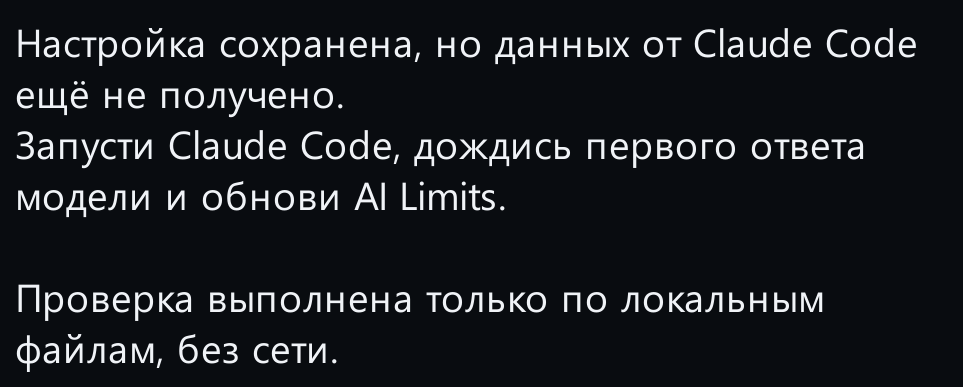 Настройка сохранена, но данных от Claude Code
ещё не получено.
Запусти Claude Code, дождись первого ответа
модели и обнови AI Limits.
Проверка выполнена только по локальным
файлам, без сети.